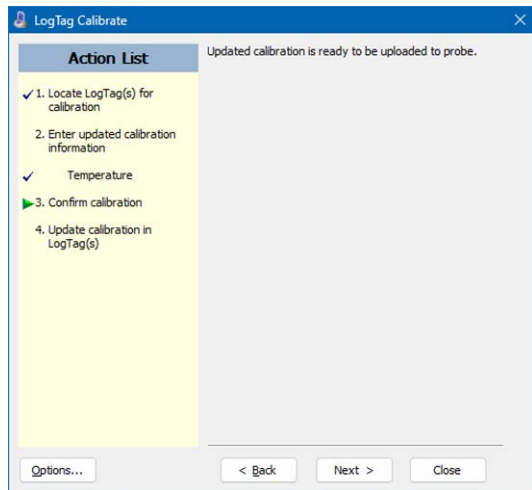 LogTag Calibrate
Action List
1. Locate LogTag(s) for
calibration
2. Enter updated calibration
information
Temperature
3. Confirm calibration
4. Update calibration in
LogTag(s)
Updated calibration is ready to be uploaded to probe.
Options...
< Back
Next >
Close